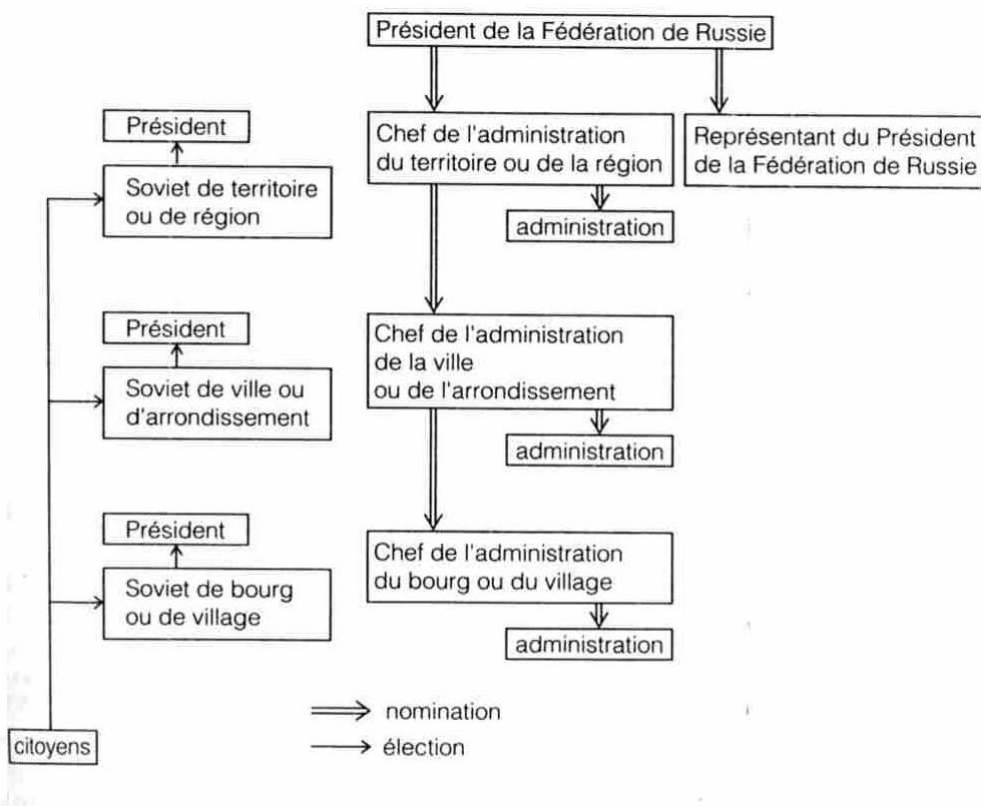 Président de la Fédération de Russie
Président
Soviet de territoire
ou de région
Chef de l'administration
du territoire ou de la région
administration
Représentant du Président
de la Fédération de Russie
Président
Soviet de ville ou
d'arrondissement
Chef de l'administration
de la ville
ou de l'arrondissement
administration
Président
Soviet de bourg
ou de village
Chef de l'administration
du bourg ou du village
administration
nomination
élection
citoyens